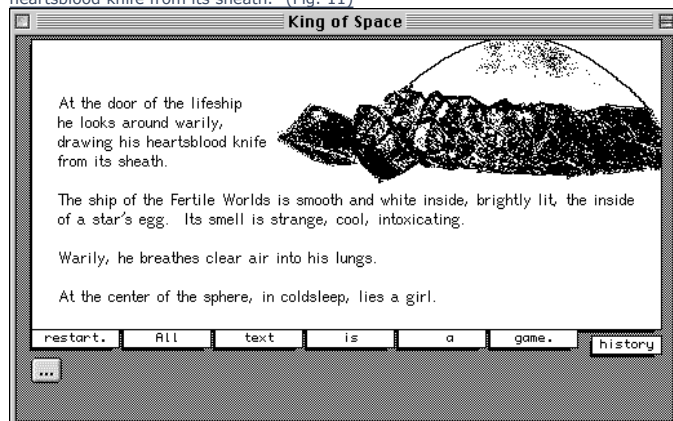 heartsblood knife from its sheath." (Fig. 11)
King of Space
At the door of the lifeship
he looks around warily,
drawing his heartsblood knife
from its sheath.
The ship of the Fertile Worlds is smooth and white inside, brightly lit, the inside
of a star's egg. Its smell is strange, cool, intoxicating.
Warily, he breathes clear air into his lungs.
At the center of the sphere, in coldsleep, lies a girl.
restart. All text is a game. history
...